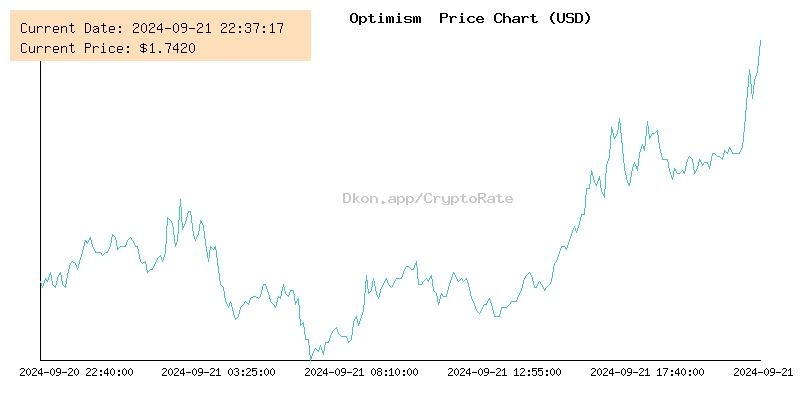 Optimism  Price Chart (USD)
Current Date: 2024-09-21 22:37:17
Current Price: $1.7420
Dkon.app/CryptoRate
2024-09-20 22:40:00 2024-09-21 03:25:00 2024-09-21 08:10:00 2024-09-21 12:55:00 2024-09-21 17:40:00 2024-09-21